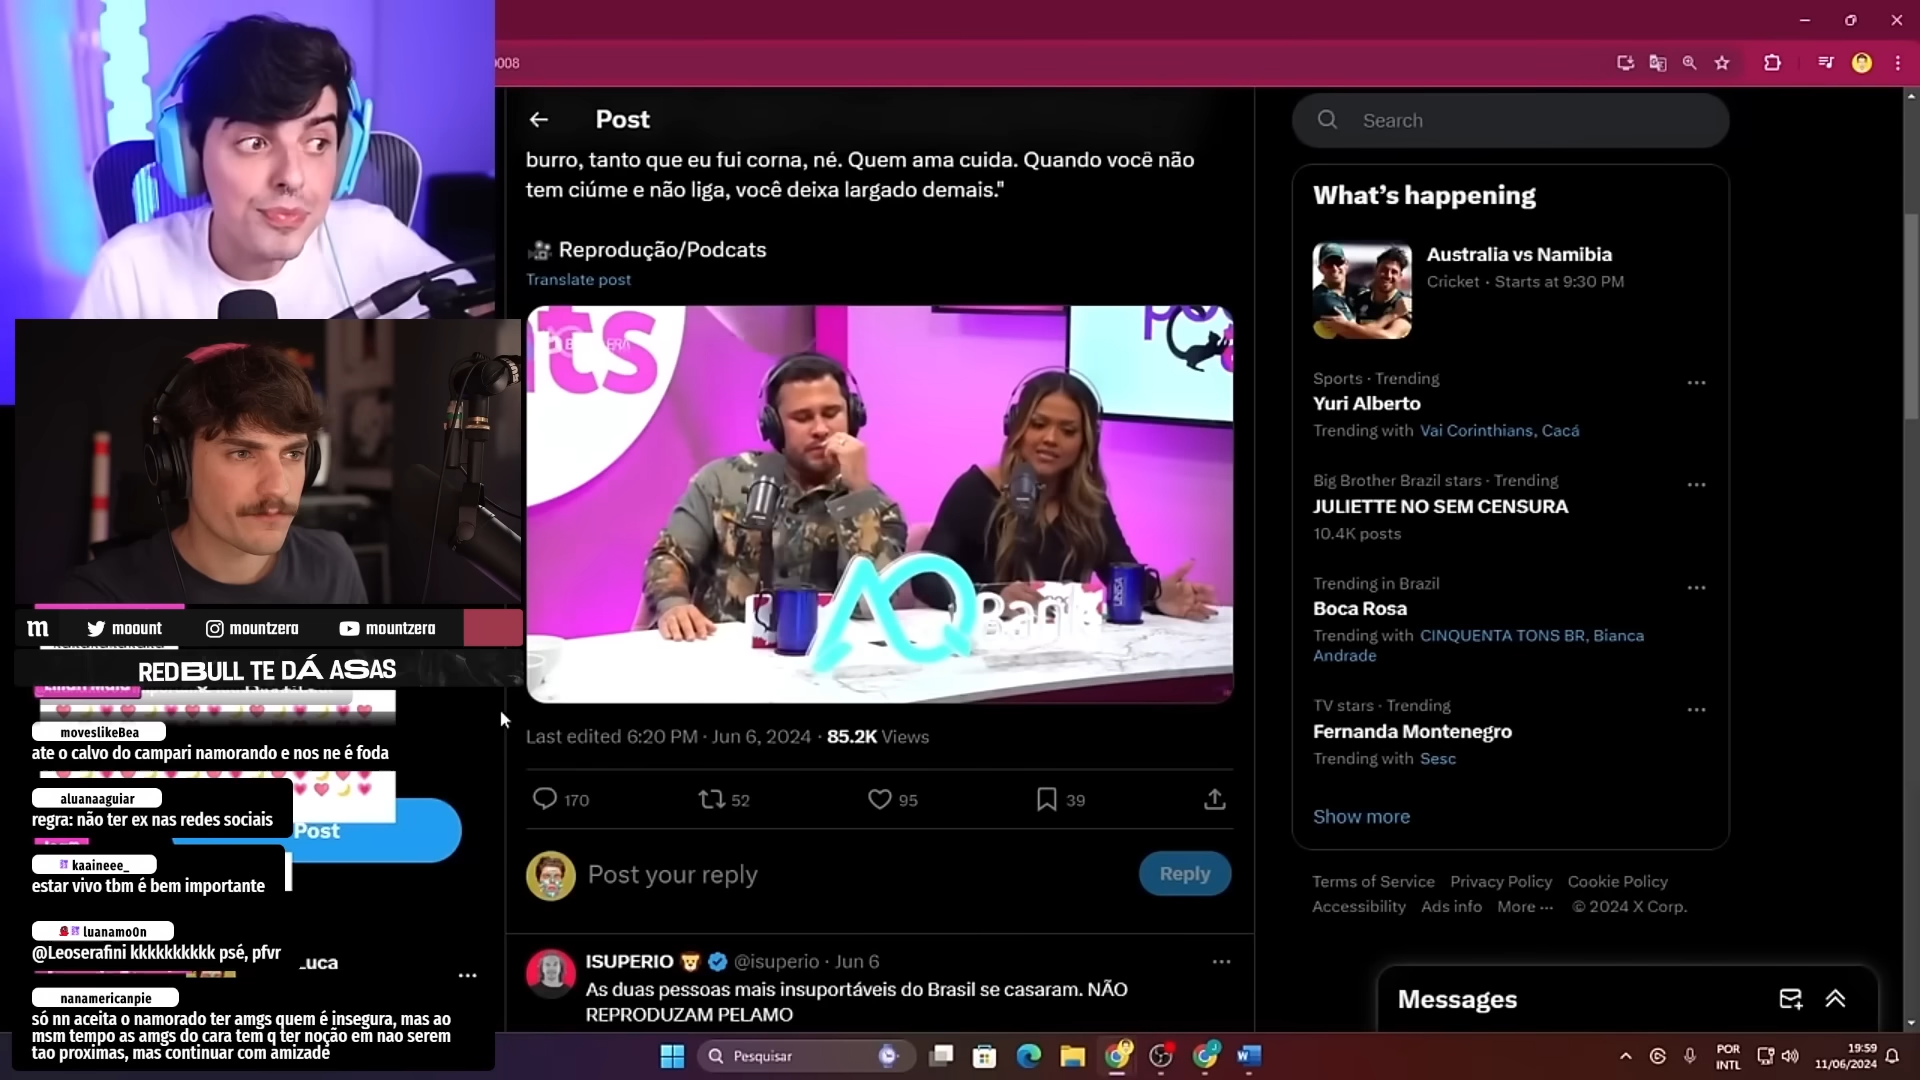 0008
Post
burro, tanto que eu fui corna, né. Quem ama cuida. Quando você não
tem ciúme e não liga, você deixa largado demais."
Reprodução/Podcats
Translate post
Bank
Last edited 6:20 PM · Jun 6, 2024 · 85.2K Views
170
52
95
39
Post your reply
Reply
ISUPERIO @isuperio · Jun 6
As duas pessoas mais insuportáveis do Brasil se casaram. NÃO
REPRODUZAM PELAMO
Search
What's happening
Australia vs Namibia
Cricket · Starts at 9:30 PM
Sports · Trending
Yuri Alberto
Trending with Vai Corinthians, Cacá
Big Brother Brazil stars · Trending
JULIETTE NO SEM CENSURA
10.4K posts
Trending in Brazil
Boca Rosa
Trending with CINQUENTA TONS BR, Bianca
Andrade
TV stars · Trending
Fernanda Montenegro
Trending with Sesc
Show more
Terms of Service Privacy Policy Cookie Policy
Accessibility Ads info More ··· © 2024 X Corp.
Messages
m moount mountzera mountzera
REDBULL TE DÁ ASAS
moveslikeBea
ate o calvo do campari namorando e nos ne é foda
aluanaaguiar
regra: não ter ex nas redes sociais
Post
kaaineee_
estar vivo tbm é bem importante
luanamo0n
@Leoserafini kkkkkkkkkk psé, pfvr
Luca
nanamericanpie
só nn aceita o namorado ter amgs quem é insegura, mas ao
msm tempo as amgs do cara tem q ter noção em nao serem
tao proximas, mas continuar com amizade
Pesquisar
POR
INTL
19:59
11/06/2024